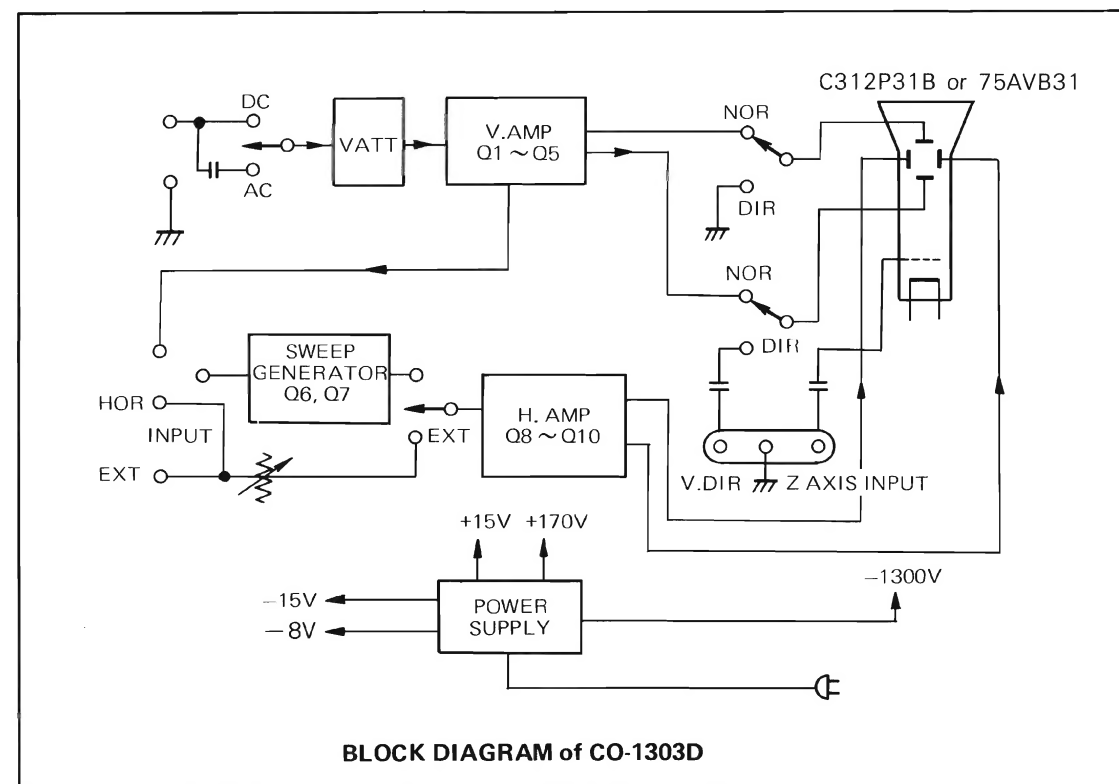 C312P31B or 75AVB31
DC
AC
VATT
V.AMP
Q1 ~ Q5
NOR
DIR
NOR
DIR
SWEEP
GENERATOR
Q6, Q7
HOR
INPUT
EXT
EXT
H. AMP
Q8 ~ Q10
V.DIR
Z AXIS INPUT
+15V
+170V
−1300V
−15V
−8V
POWER
SUPPLY
BLOCK DIAGRAM of CO-1303D